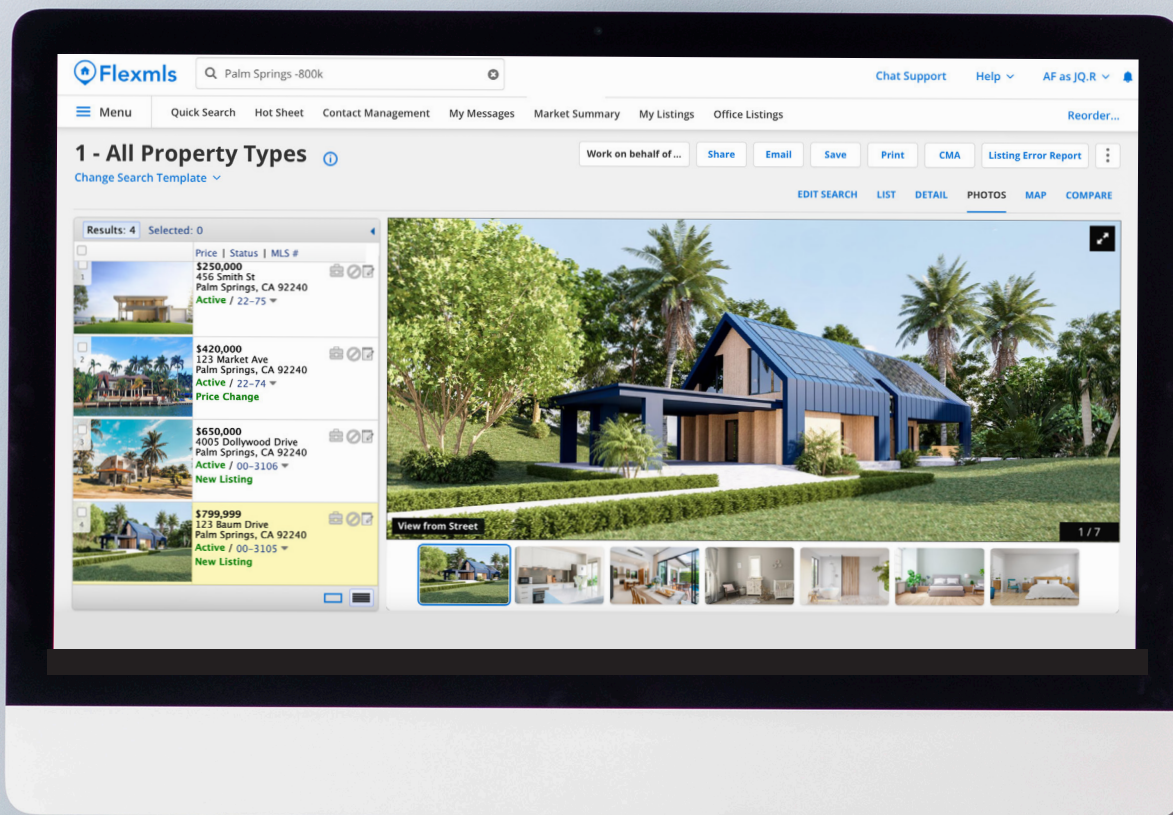 Flexmls
Palm Springs -800k
Chat Support Help AF as JQ.R
Menu Quick Search Hot Sheet Contact Management My Messages Market Summary My Listings Office Listings Reorder...
1 - All Property Types
Work on behalf of ... Share Email Save Print CMA Listing Error Report
Change Search Template
EDIT SEARCH LIST DETAIL PHOTOS MAP COMPARE
Results: 4 Selected: 0
Price | Status | MLS #
1
$250,000
456 Smith St
Palm Springs, CA 92240
Active / 22-75
2
$420,000
123 Market Ave
Palm Springs, CA 92240
Active / 22-74
Price Change
3
$650,000
4005 Dollywood Drive
Palm Springs, CA 92240
Active / 00-3106
New Listing
4
$799,999
123 Baum Drive
Palm Springs, CA 92240
Active / 00-3105
New Listing
View from Street
1 / 7